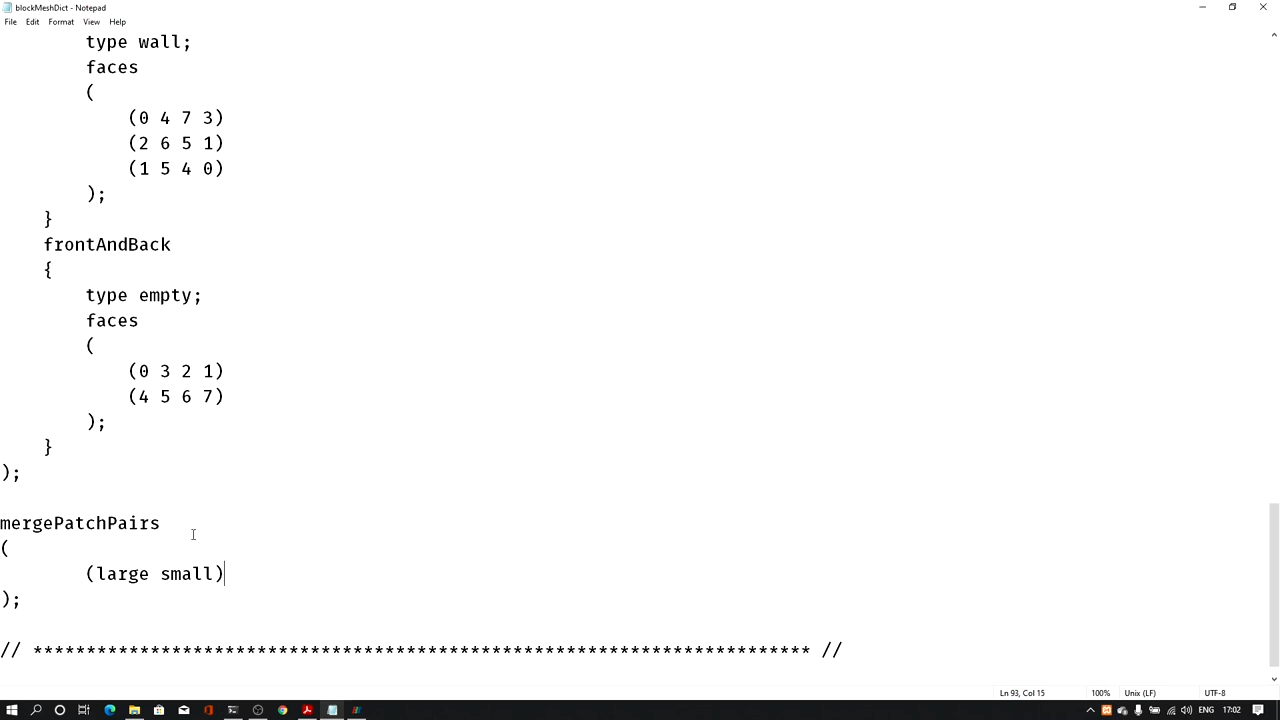 blockMeshDict - Notepad
File Edit Format View Help
type wall;
faces
(
(0 4 7 3)
(2 6 5 1)
(1 5 4 0)
);
}
frontAndBack
{
type empty;
faces
(
(0 3 2 1)
(4 5 6 7)
);
}
);
mergePatchPairs
(
(large small)
);
// ************************************************************************* //
Ln 93, Col 15 100% Unix (LF) UTF-8
ENG 17:02